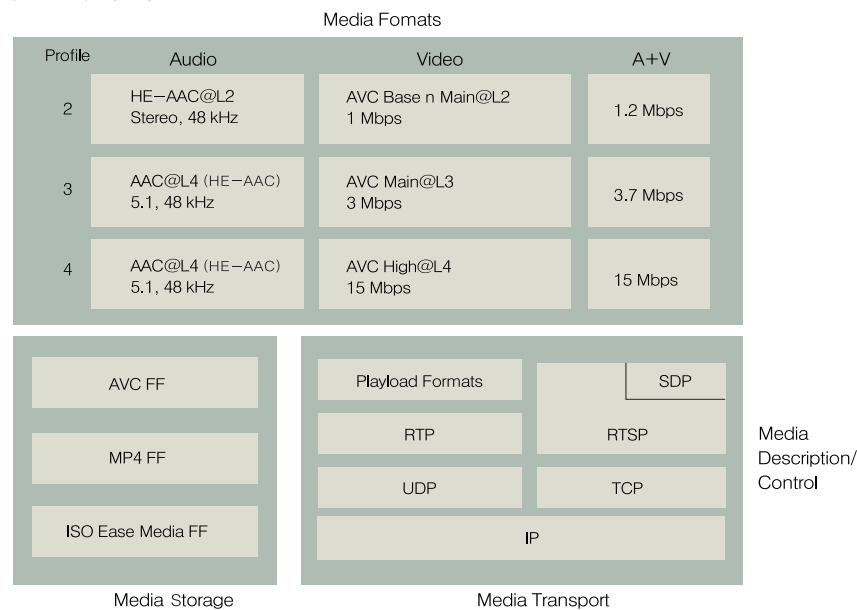 Media Fomats
Profile Audio Video A+V
2 HE-AAC@L2 Stereo, 48 kHz AVC Base n Main@L2 1 Mbps 1.2 Mbps
3 AAC@L4 (HE-AAC) 5.1, 48 kHz AVC Main@L3 3 Mbps 3.7 Mbps
4 AAC@L4 (HE-AAC) 5.1, 48 kHz AVC High@L4 15 Mbps 15 Mbps
AVC FF
MP4 FF
ISO Ease Media FF
Media Storage
Playload Formats
SDP
RTP
RTSP
UDP
TCP
IP
Media Transport
Media
Description/
Control